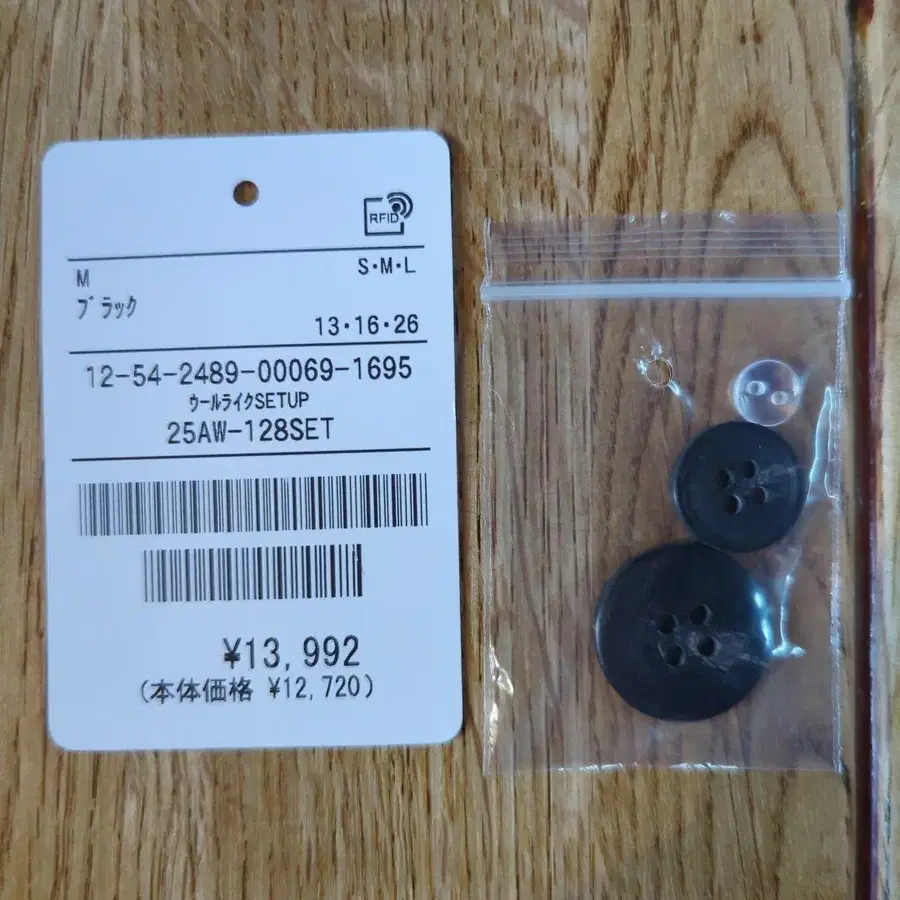 RFID
M
S・M・L
ﾌﾞﾗｯｸ
13・16・26
12-54-2489-00069-1695
ｳｰﾙﾗｲｸSETUP
25AW-128SET
¥13,992
(本体価格 ¥12,720)